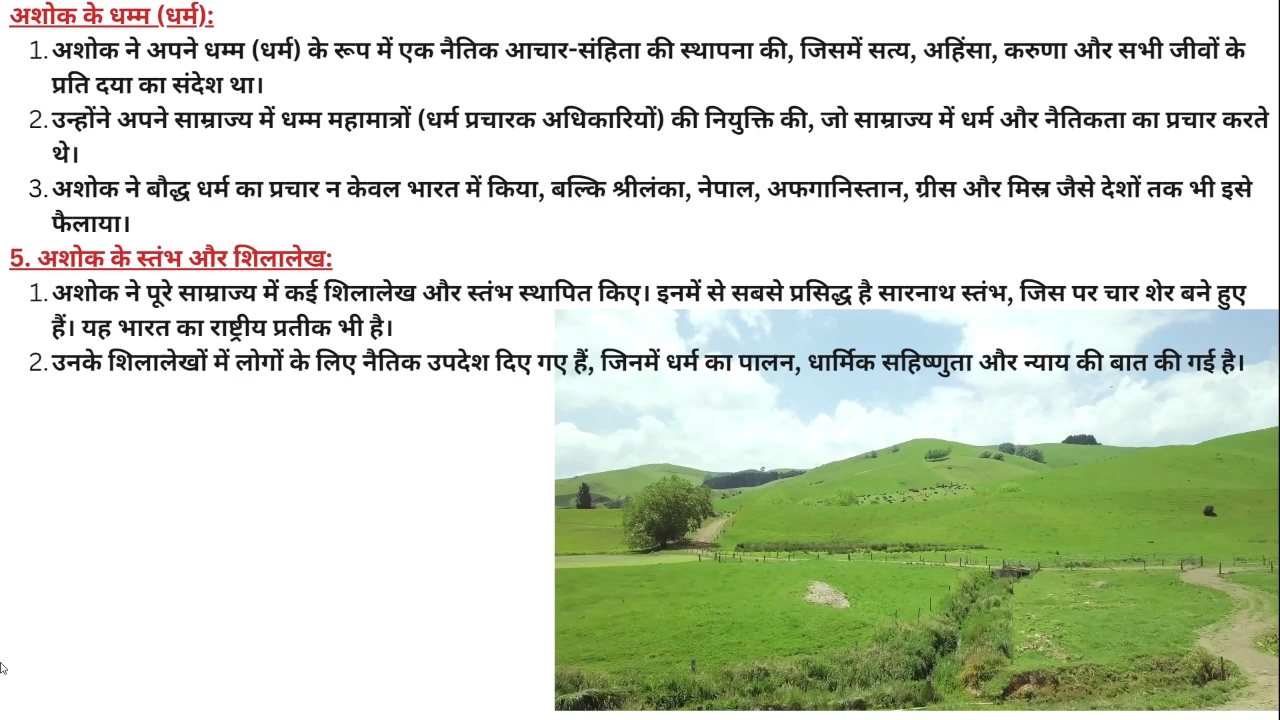 अशोक के धम्म (धर्म):
1. अशोक ने अपने धम्म (धर्म) के रूप में एक नैतिक आचार-संहिता की स्थापना की, जिसमें सत्य, अहिंसा, करुणा और सभी जीवों के
प्रति दया का संदेश था।
2. उन्होंने अपने साम्राज्य में धम्म महामात्रों (धर्म प्रचारक अधिकारियों) की नियुक्ति की, जो साम्राज्य में धर्म और नैतिकता का प्रचार करते
थे।
3. अशोक ने बौद्ध धर्म का प्रचार न केवल भारत में किया, बल्कि श्रीलंका, नेपाल, अफगानिस्तान, ग्रीस और मिस्र जैसे देशों तक भी इसे
फैलाया।
5. अशोक के स्तंभ और शिलालेख:
1. अशोक ने पूरे साम्राज्य में कई शिलालेख और स्तंभ स्थापित किए। इनमें से सबसे प्रसिद्ध है सारनाथ स्तंभ, जिस पर चार शेर बने हुए
हैं। यह भारत का राष्ट्रीय प्रतीक भी है।
2. उनके शिलालेखों में लोगों के लिए नैतिक उपदेश दिए गए हैं, जिनमें धर्म का पालन, धार्मिक सहिष्णुता और न्याय की बात की गई है।